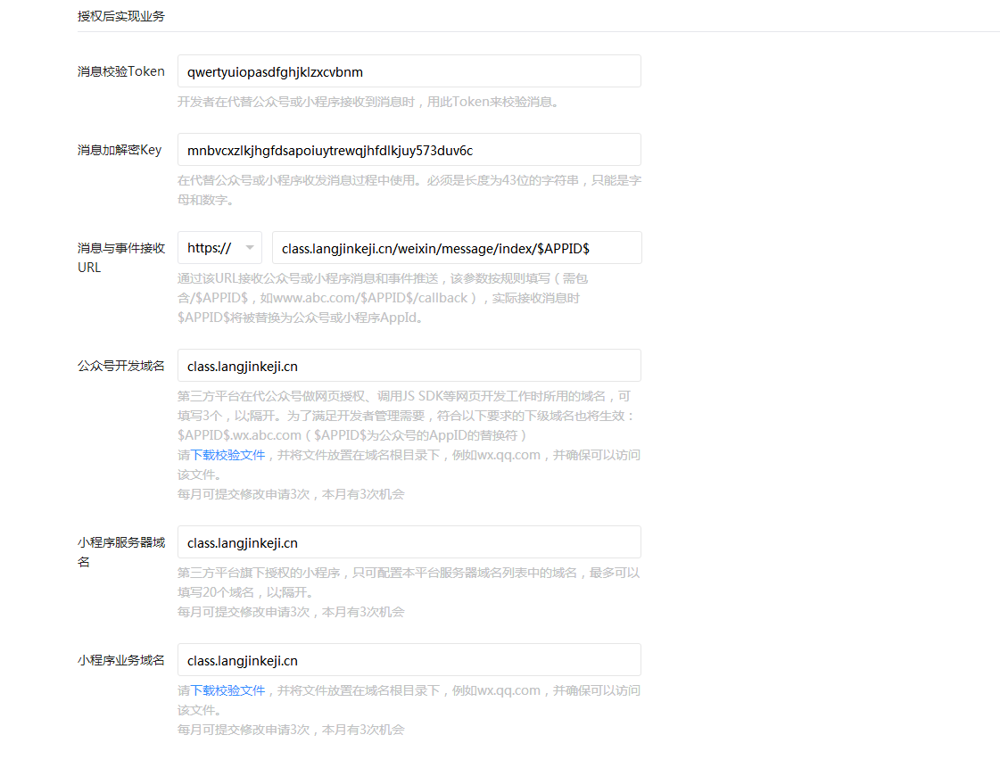 授权后实现业务
消息校验Token
qwertyuiopasdfghjklzxcvbnm
开发者在代替公众号或小程序接收到消息时，用此Token来校验消息。
消息加解密Key
mnbvcxzlkjhgfdsapoiuytrewqjhfdlkjuy573duv6c
在代替公众号或小程序收发消息过程中使用。必须是长度为43位的字符串，只能是字
母和数字。
消息与事件接收
URL
https://
class.langjinkeji.cn/weixin/message/index/$APPID$
通过该URL接收公众号或小程序消息和事件推送，该参数按规则填写（需包
含/$APPID$，如www.abc.com/$APPID$/callback），实际接收消息时
$APPID$将被替换为公众号或小程序AppId。
公众号开发域名
class.langjinkeji.cn
第三方平台在代公众号做网页授权、调用JS SDK等网页开发工作时所用的域名，可
填写3个，以;隔开。为了满足开发者管理需要，符合以下要求的下级域名也将生效：
$APPID$.wx.abc.com（$APPID$为公众号的AppID的替换符）
请下载校验文件，并将文件放置在域名根目录下，例如wx.qq.com，并确保可以访问
该文件。
每月可提交修改申请3次，本月有3次机会
小程序服务器域
名
class.langjinkeji.cn
第三方平台旗下授权的小程序，只可配置本平台服务器域名列表中的域名，最多可以
填写20个域名，以;隔开。
每月可提交修改申请3次，本月有3次机会
小程序业务域名
class.langjinkeji.cn
请下载校验文件，并将文件放置在域名根目录下，例如wx.qq.com，并确保可以访问
该文件。
每月可提交修改申请3次，本月有3次机会